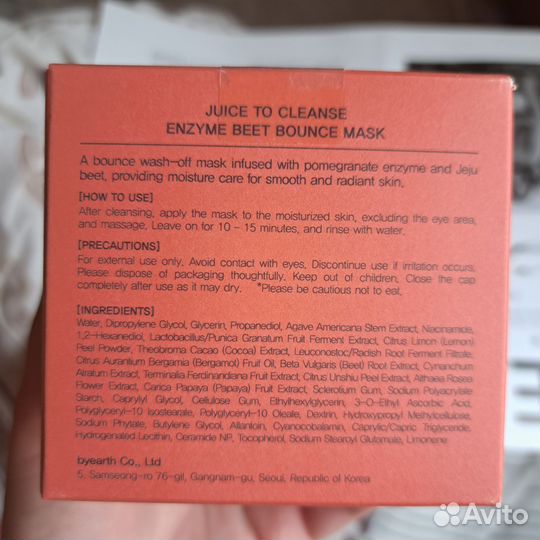 JUICE TO CLEANSE
ENZYME BEET BOUNCE MASK
A bounce wash-off mask infused with pomegranate enzyme and Jeju
beet, providing moisture care for smooth and radiant skin.
[HOW TO USE]
After cleansing, apply the mask to the moisturized skin, excluding the eye area,
and massage. Leave on for 10 - 15 minutes, and rinse with water.
[PRECAUTIONS]
For external use only. Avoid contact with eyes. Discontinue use if irritation occurs.
Please dispose of packaging thoughtfully. Keep out of children. Close the cap
completely after use as it may dry. *Please be cautious not to eat.
[INGREDIENTS]
Water, Dipropylene Glycol, Glycerin, Propanediol, Agave Americana Stem Extract, Niacinamide,
1,2-Hexanediol, Lactobacillus/Punica Granatum Fruit Ferment Extract, Citrus Limon (Lemon)
Peel Powder, Theobroma Cacao (Cocoa) Extract, Leuconostoc/Radish Root Ferment Filtrate,
Citrus Aurantium Bergamia (Bergamot) Fruit Oil, Beta Vulgaris (Beet) Root Extract, Cynanchum
Atratum Extract, Terminalia Ferdinandiana Fruit Extract, Citrus Unshiu Peel Extract, Althaea Rosea
Flower Extract, Carica Papaya (Papaya) Fruit Extract, Sclerotium Gum, Sodium Polyacrylate
Starch, Caprylyl Glycol, Cellulose Gum, Ethylhexylglycerin, 3-O-Ethyl Ascorbic Acid,
Polyglyceryl-10 Isostearate, Polyglyceryl-10 Oleate, Dextrin, Hydroxypropyl Methylcellulose,
Sodium Phytate, Butylene Glycol, Allantoin, Cyanocobalamin, Caprylic/Capric Triglyceride,
Hydrogenated Lecithin, Ceramide NP, Tocopherol, Sodium Stearoyl Glutamate, Limonene
byearth Co., Ltd
5, Samseong-ro 76-gil, Gangnam-gu, Seoul, Republic of Korea
Avito